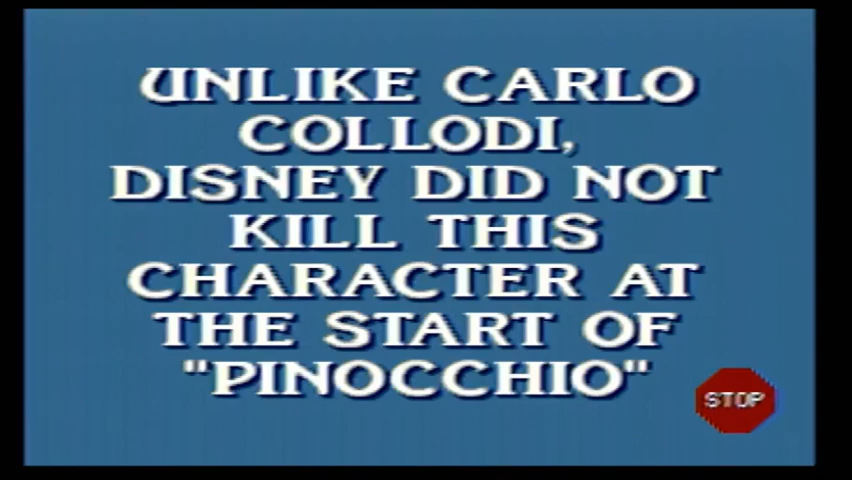 UNLIKE CARLO
COLLODI,
DISNEY DID NOT
KILL THIS
CHARACTER AT
THE START OF
"PINOCCHIO"
STOP